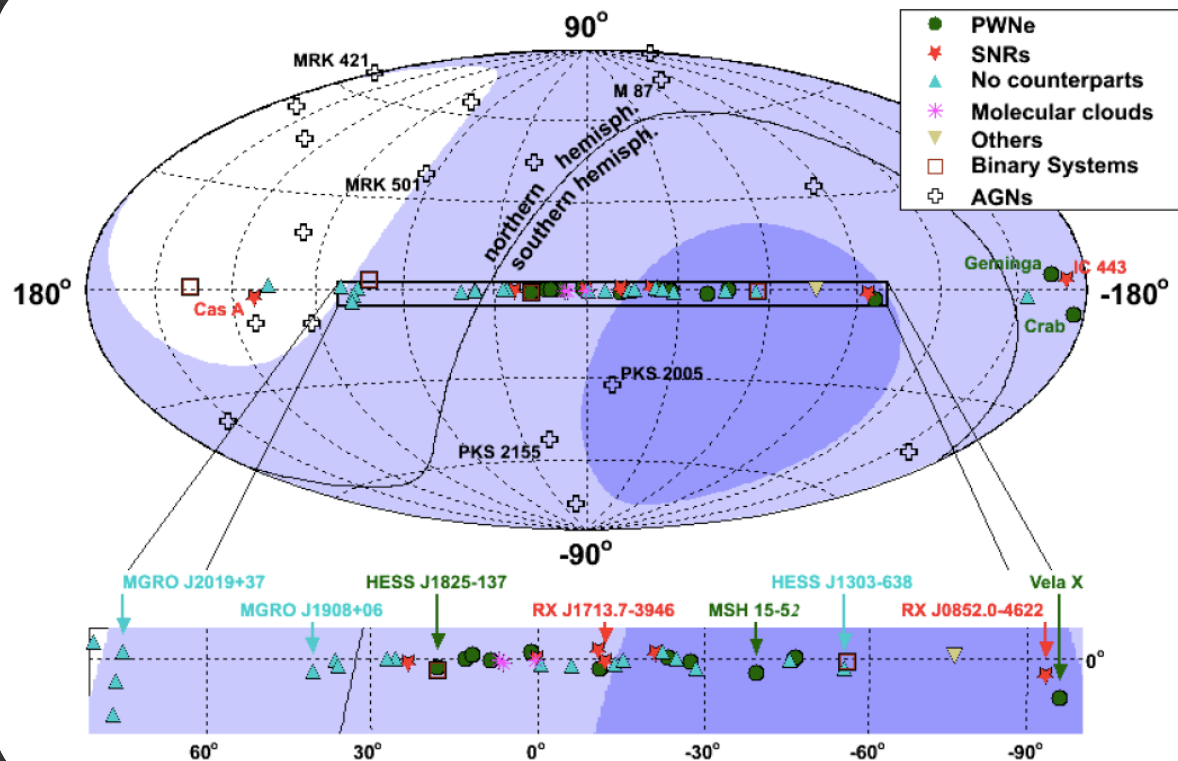 90°
PWNe
SNRs
No counterparts
Molecular clouds
Others
Binary Systems
AGNs
MRK 421
M 87
MRK 501
northern hemisph.
southern hemisph.
180°
-180°
Geminga
IC 443
Cas A
Crab
PKS 2005
PKS 2155
-90°
MGRO J2019+37
HESS J1825-137
HESS J1303-638
Vela X
MGRO J1908+06
RX J1713.7-3946
MSH 15-52
RX J0852.0-4622
0°
60°
30°
0°
-30°
-60°
-90°